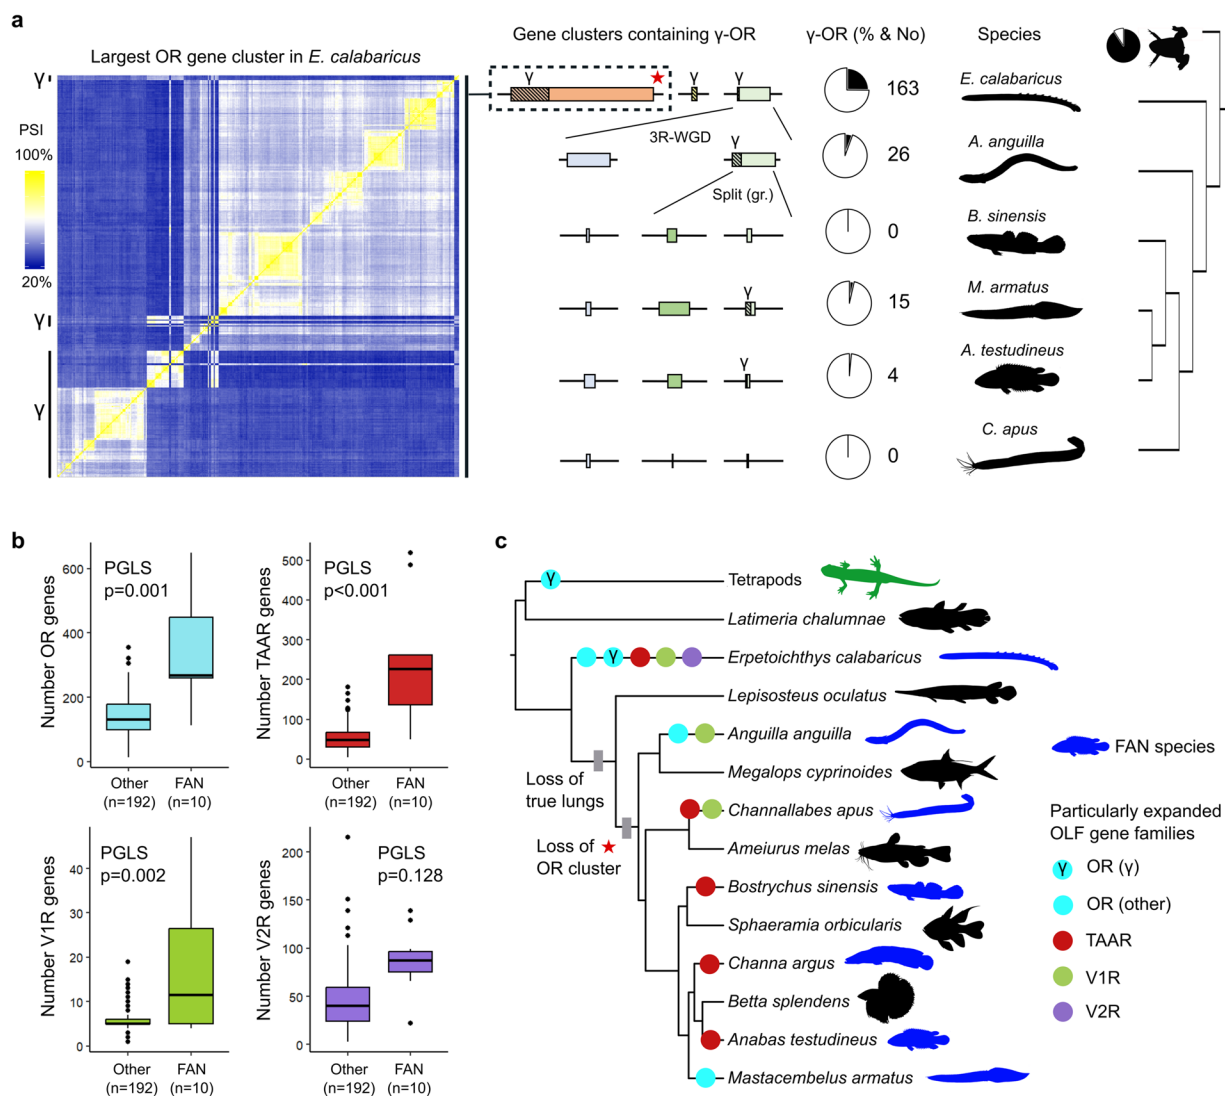 a
Largest OR gene cluster in E. calabaricus
Gene clusters containing γ-OR
γ-OR (% & No)
Species
γ
PSI
100%
20%
γ
γ
γ
γ
γ
163
E. calabaricus
3R-WGD
γ
26
A. anguilla
Split (gr.)
0
B. sinensis
γ
15
M. armatus
γ
4
A. testudineus
0
C. apus
b
Number OR genes
600
400
200
0
PGLS
p=0.001
Other
(n=192)
FAN
(n=10)
Number TAAR genes
500
400
300
200
100
0
PGLS
p<0.001
Other
(n=192)
FAN
(n=10)
Number V1R genes
40
30
20
10
0
PGLS
p=0.002
Other
(n=192)
FAN
(n=10)
Number V2R genes
200
150
100
50
0
PGLS
p=0.128
Other
(n=192)
FAN
(n=10)
c
γ
Tetrapods
Latimeria chalumnae
γ
Erpetoichthys calabaricus
Lepisosteus oculatus
Anguilla anguilla
Loss of
true lungs
Megalops cyprinoides
Channallabes apus
Loss of
OR cluster
Ameiurus melas
Bostrychus sinensis
Sphaeramia orbicularis
Channa argus
Betta splendens
Anabas testudineus
Mastacembelus armatus
FAN species
Particularly expanded
OLF gene families
γ OR (γ)
OR (other)
TAAR
V1R
V2R